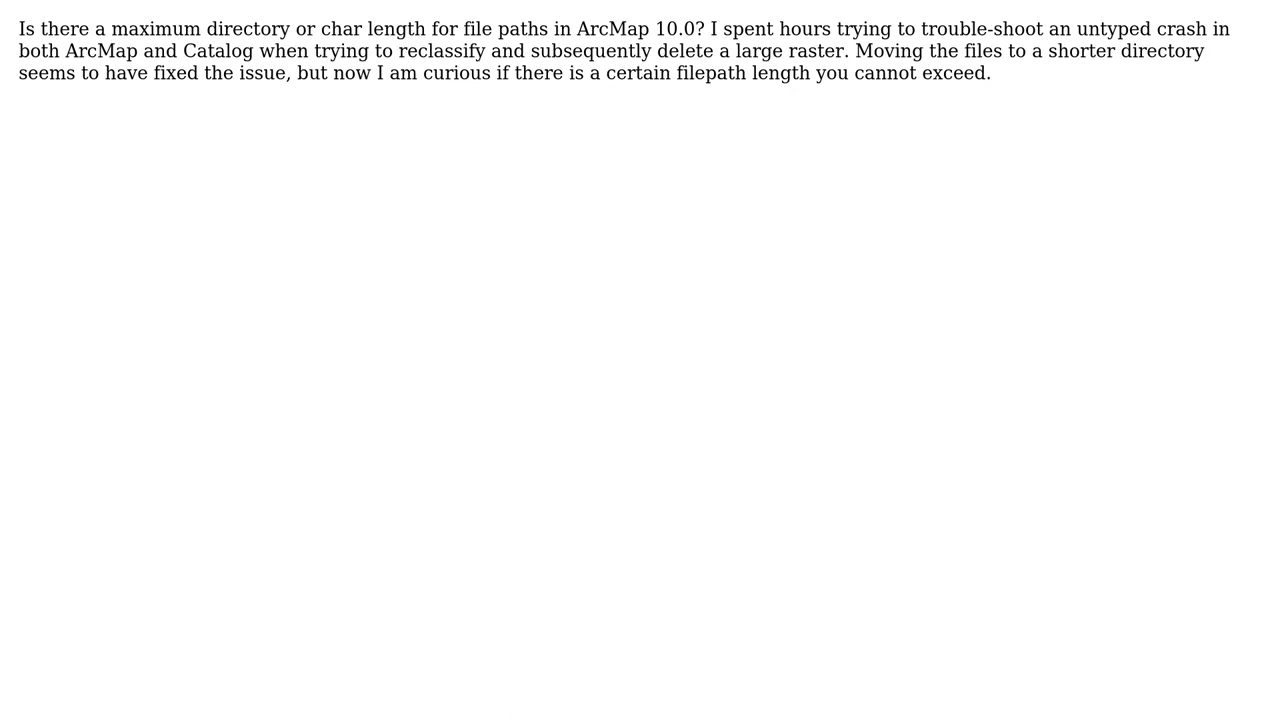 Is there a maximum directory or char length for file paths in ArcMap 10.0? I spent hours trying to trouble-shoot an untyped crash in
both ArcMap and Catalog when trying to reclassify and subsequently delete a large raster. Moving the files to a shorter directory
seems to have fixed the issue, but now I am curious if there is a certain filepath length you cannot exceed.